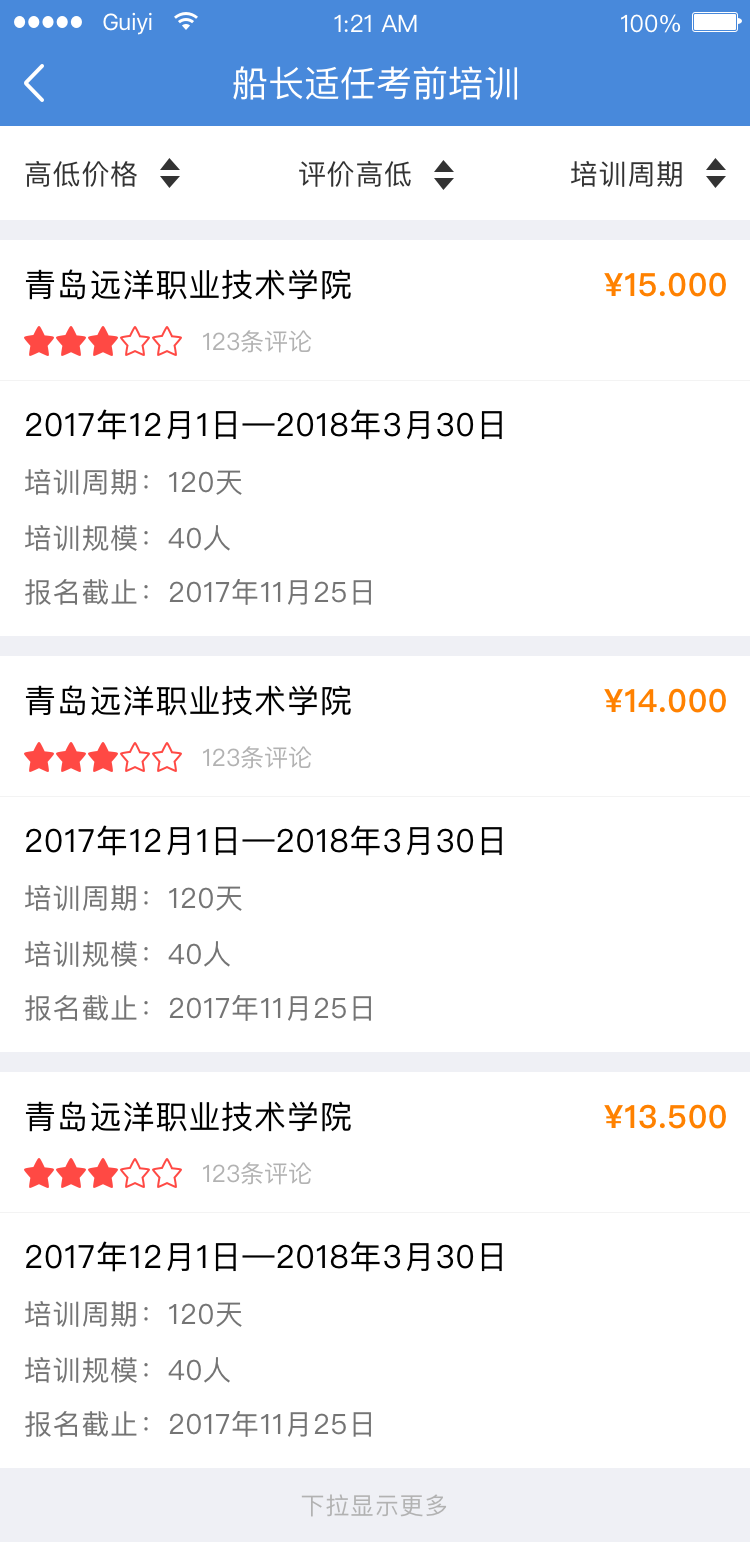 Guiyi 1:21 AM 100%
船长适任考前培训
高低价格 评价高低 培训周期
青岛远洋职业技术学院 ¥15.000
123条评论
2017年12月1日—2018年3月30日
培训周期：120天
培训规模：40人
报名截止：2017年11月25日
青岛远洋职业技术学院 ¥14.000
123条评论
2017年12月1日—2018年3月30日
培训周期：120天
培训规模：40人
报名截止：2017年11月25日
青岛远洋职业技术学院 ¥13.500
123条评论
2017年12月1日—2018年3月30日
培训周期：120天
培训规模：40人
报名截止：2017年11月25日
下拉显示更多